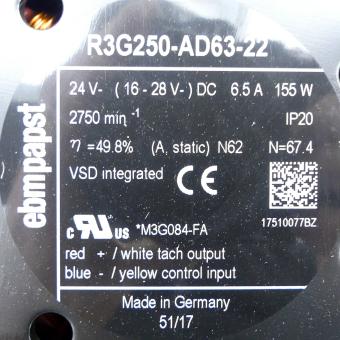 R3G250-AD63-22
24 V- ( 16 - 28 V- ) DC 6.5 A 155 W
2750 min -1 IP20
η =49.8% (A, static) N62 N=67.4
VSD integrated CE
ebmpapst
c RU US *M3G084-FA 17510077BZ
red + / white tach output
blue - / yellow control input
Made in Germany
51/17